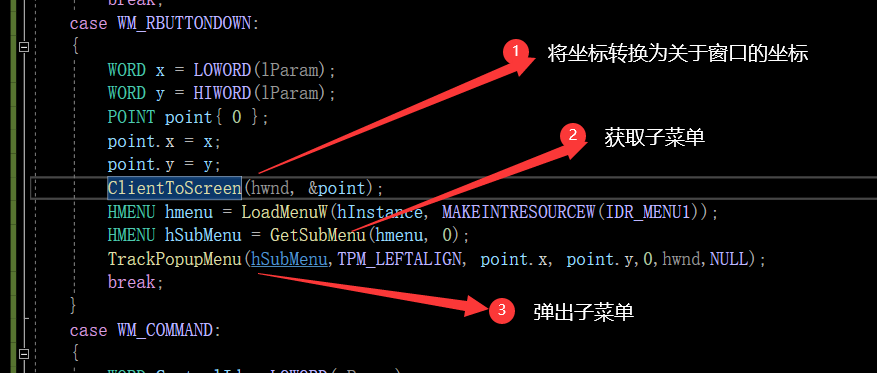 break;
case WM_RBUTTONDOWN:
{
WORD x = LOWORD(lParam);
WORD y = HIWORD(lParam);
POINT point{ 0 };
point.x = x;
point.y = y;
ClientToScreen(hwnd, &point);
HMENU hmenu = LoadMenuW(hInstance, MAKEINTRESOURCEW(IDR_MENU1));
HMENU hSubMenu = GetSubMenu(hmenu, 0);
TrackPopupMenu(hSubMenu,TPM_LEFTALIGN, point.x, point.y,0,hwnd,NULL);
break;
}
case WM_COMMAND:
{
1 将坐标转换为关于窗口的坐标
2 获取子菜单
3 弹出子菜单